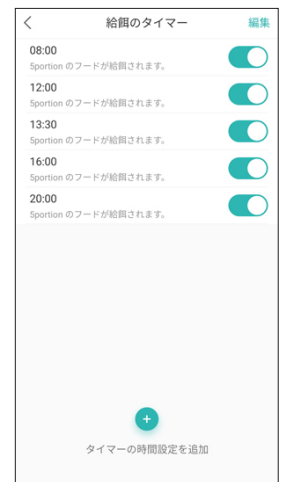 給餌のタイマー 編集
08:00
5portion のフードが給餌されます。
12:00
5portion のフードが給餌されます。
13:30
5portion のフードが給餌されます。
16:00
5portion のフードが給餌されます。
20:00
5portion のフードが給餌されます。
タイマーの時間設定を追加